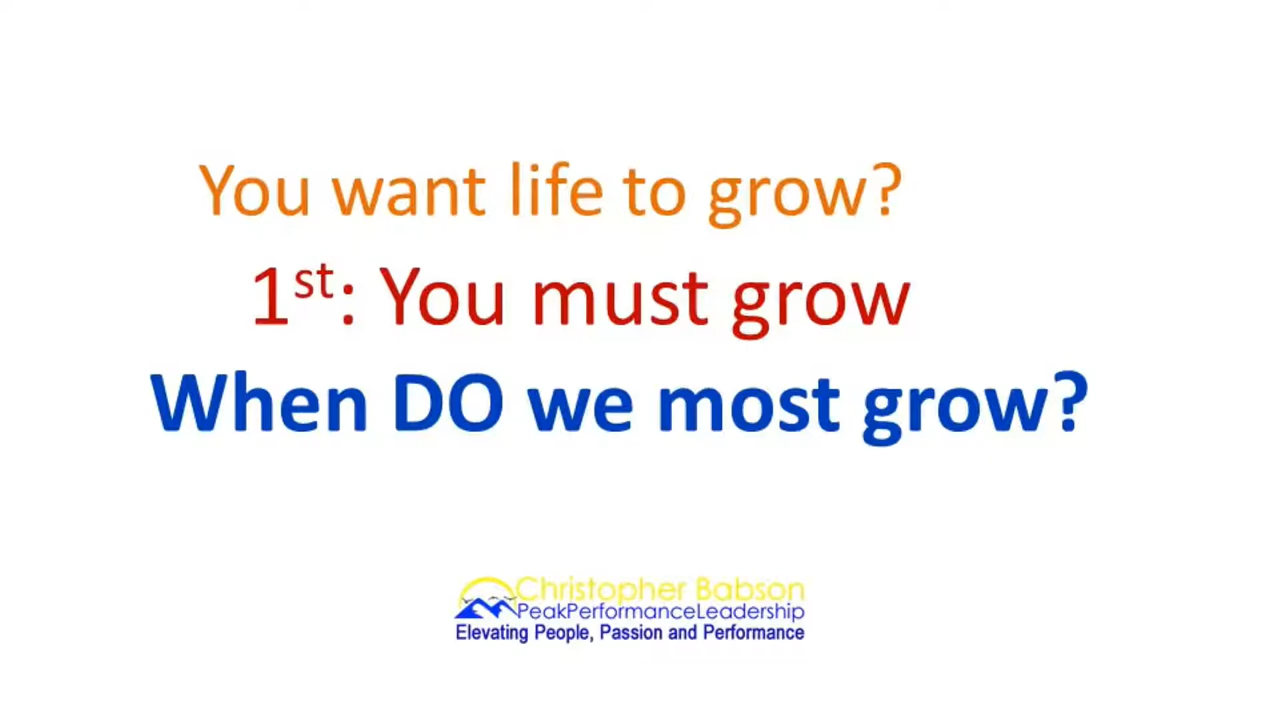 You want life to grow?
1st: You must grow
When DO we most grow?
Christopher Babson
PeakPerformanceLeadership
Elevating People, Passion and Performance